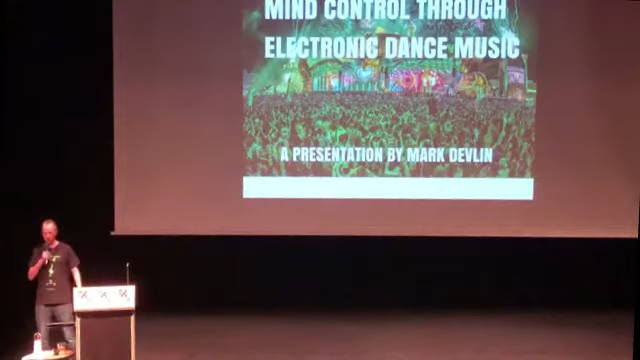 MIND CONTROL THROUGH
ELECTRONIC DANCE MUSIC
A PRESENTATION BY MARK DEVLIN